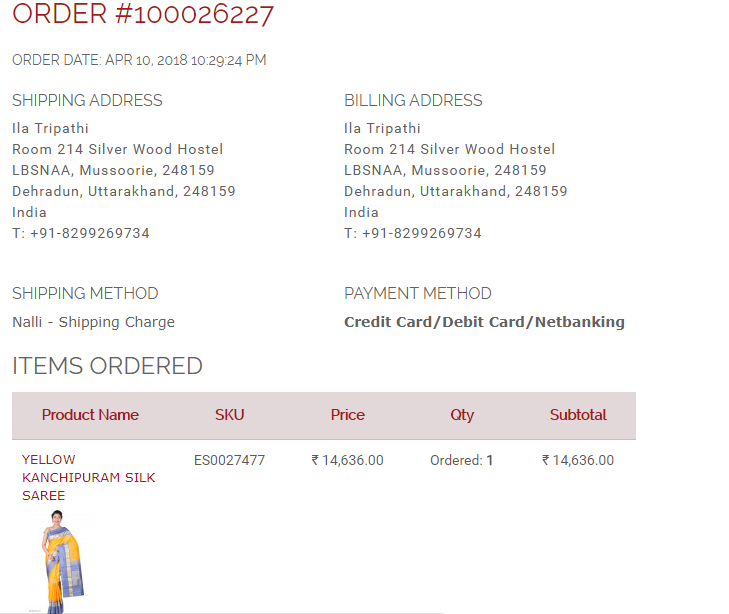 ORDER #100026227
ORDER DATE: APR 10, 2018 10:29:24 PM
SHIPPING ADDRESS
Ila Tripathi
Room 214 Silver Wood Hostel
LBSNAA, Mussoorie, 248159
Dehradun, Uttarakhand, 248159
India
T: +91-8299269734
BILLING ADDRESS
Ila Tripathi
Room 214 Silver Wood Hostel
LBSNAA, Mussoorie, 248159
Dehradun, Uttarakhand, 248159
India
T: +91-8299269734
SHIPPING METHOD
Nalli - Shipping Charge
PAYMENT METHOD
Credit Card/Debit Card/Netbanking
ITEMS ORDERED
Product Name SKU Price Qty Subtotal
YELLOW ES0027477 ₹ 14,636.00 Ordered: 1 ₹ 14,636.00
KANCHIPURAM SILK
SAREE